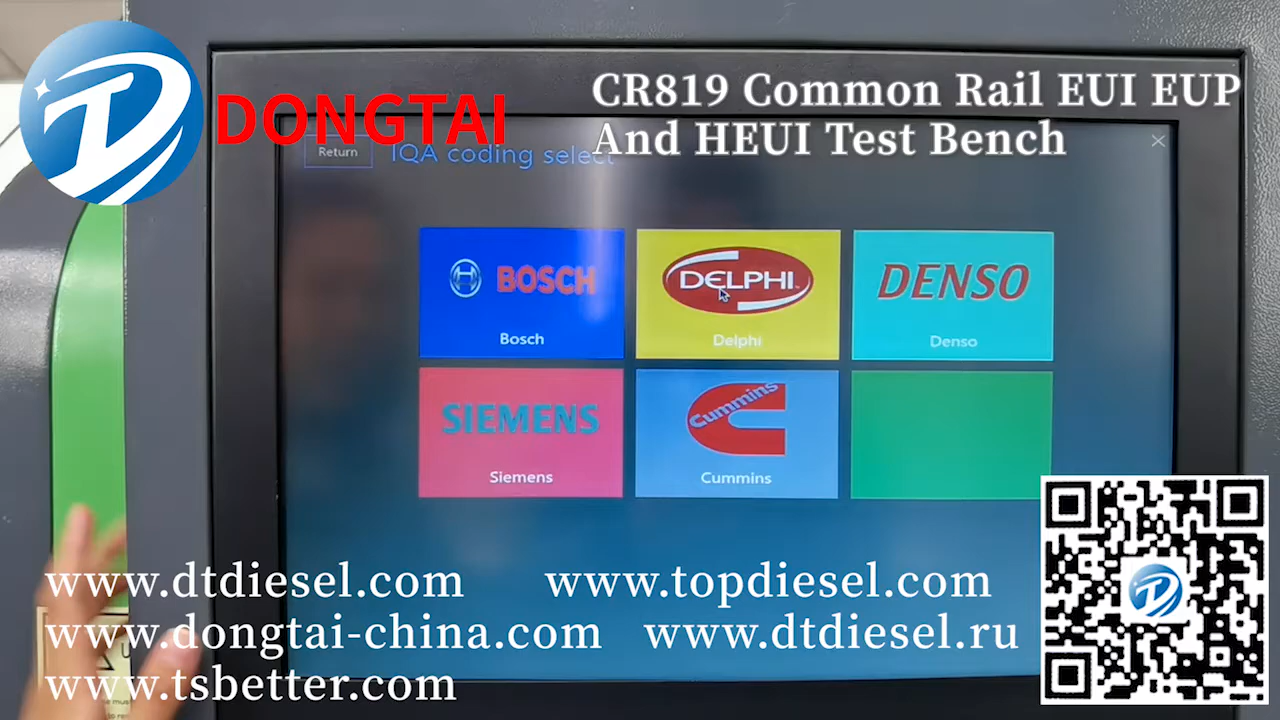 DONGTAI
CR819 Common Rail EUI EUP
And HEUI Test Bench
Return
IQA coding select
×
BOSCH
DELPHI
DENSO
Bosch
Delphi
Denso
SIEMENS
Cummins
Siemens
Cummins
www.dtdiesel.com
www.topdiesel.com
www.dongtai-china.com
www.dtdiesel.ru
www.tsbetter.com